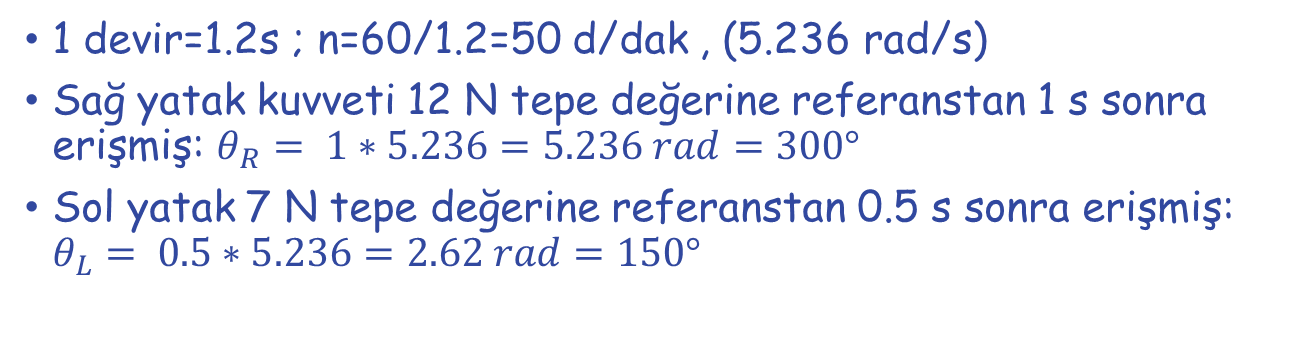 • 1 devir=1.2s ; n=60/1.2=50 d/dak , (5.236 rad/s)
• Sağ yatak kuvveti 12 N tepe değerine referanstan 1 s sonra
erişmiş: θ_R = 1 ∗ 5.236 = 5.236 rad = 300°
• Sol yatak 7 N tepe değerine referanstan 0.5 s sonra erişmiş:
θ_L = 0.5 ∗ 5.236 = 2.62 rad = 150°